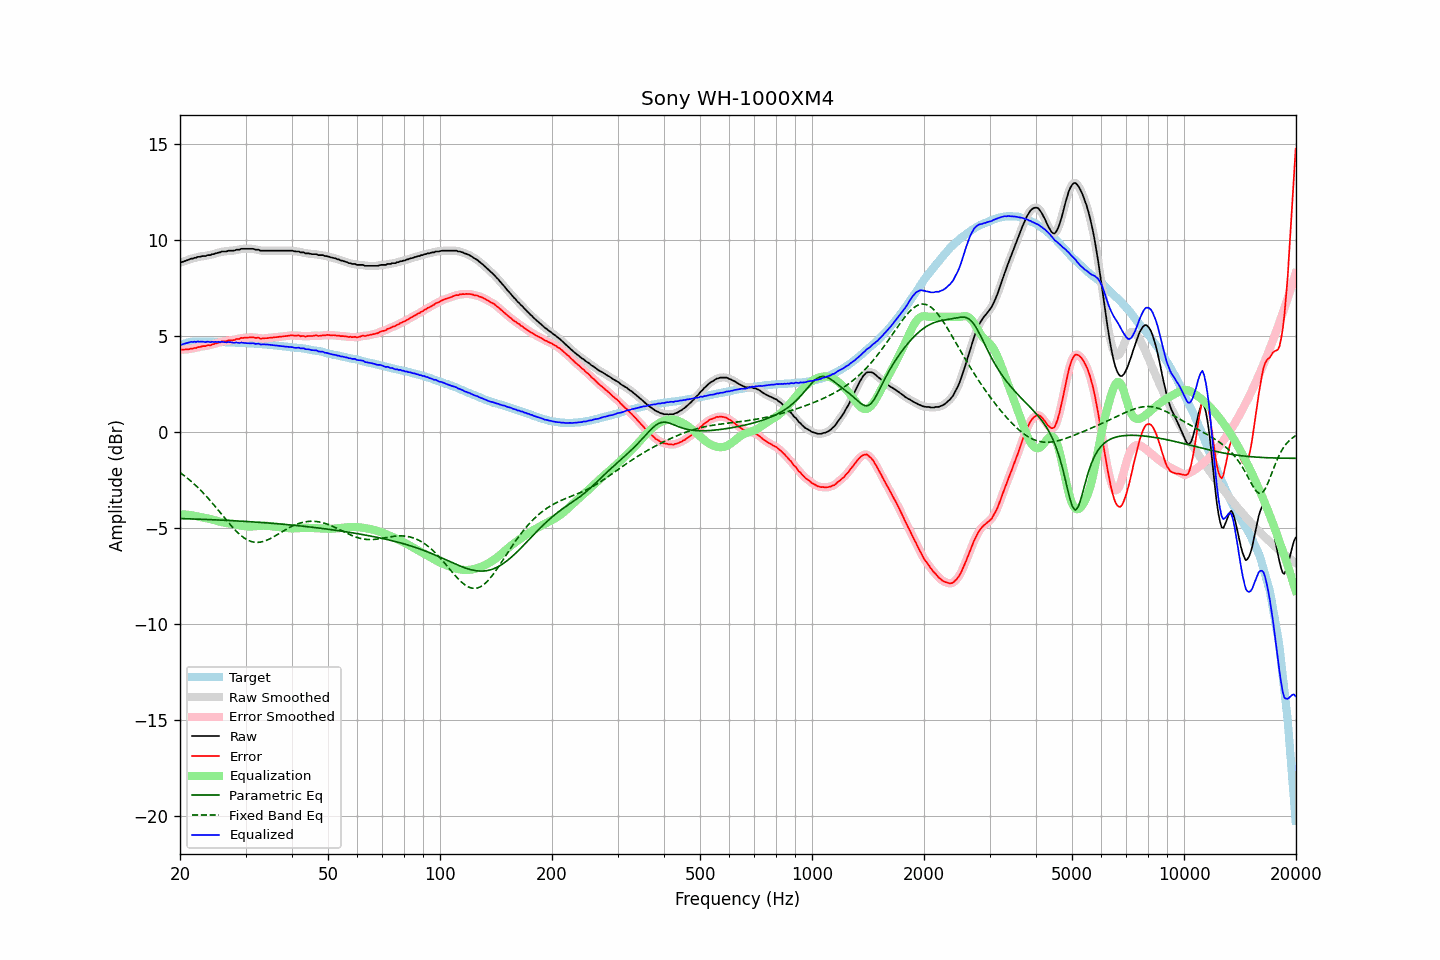 Sony WH-1000XM4
Amplitude (dBr)
15
10
5
0
−5
−10
−15
−20
Target
Raw Smoothed
Error Smoothed
Raw
Error
Equalization
Parametric Eq
Fixed Band Eq
Equalized
20 50 100 200 500 1000 2000 5000 10000 20000
Frequency (Hz)